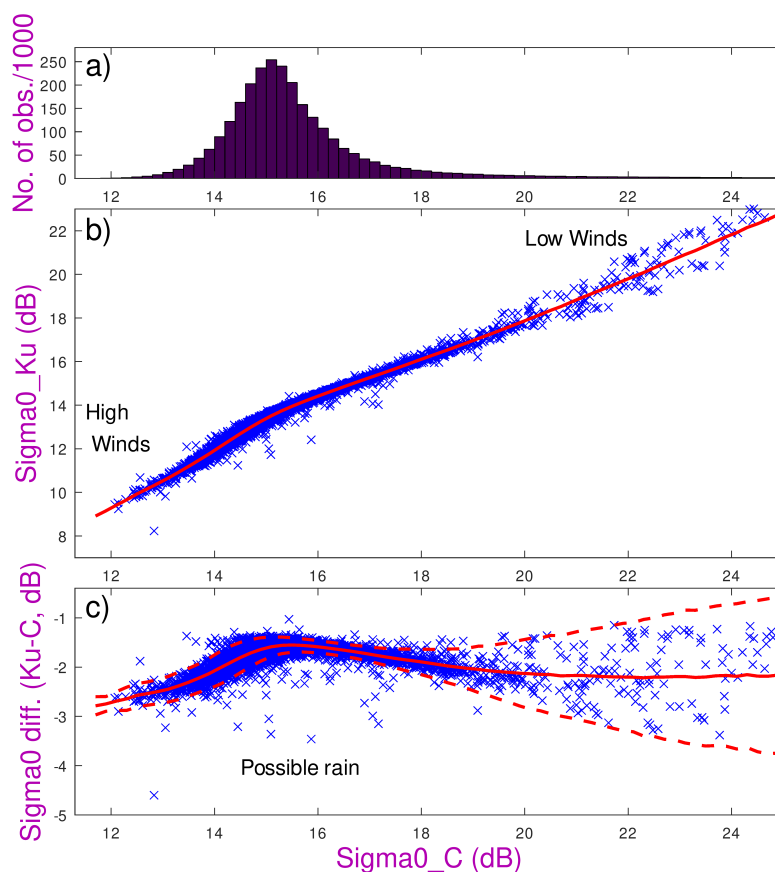 a)
No. of obs./1000
250
200
150
100
50
0
12 14 16 18 20 22 24
b)
Low Winds
Sigma0_Ku (dB)
22
20
18
16
14
12
10
8
High
Winds
12 14 16 18 20 22 24
c)
Sigma0 diff. (Ku-C, dB)
-1
-2
-3
-4
-5
Possible rain
12 14 16 18 20 22 24
Sigma0_C (dB)